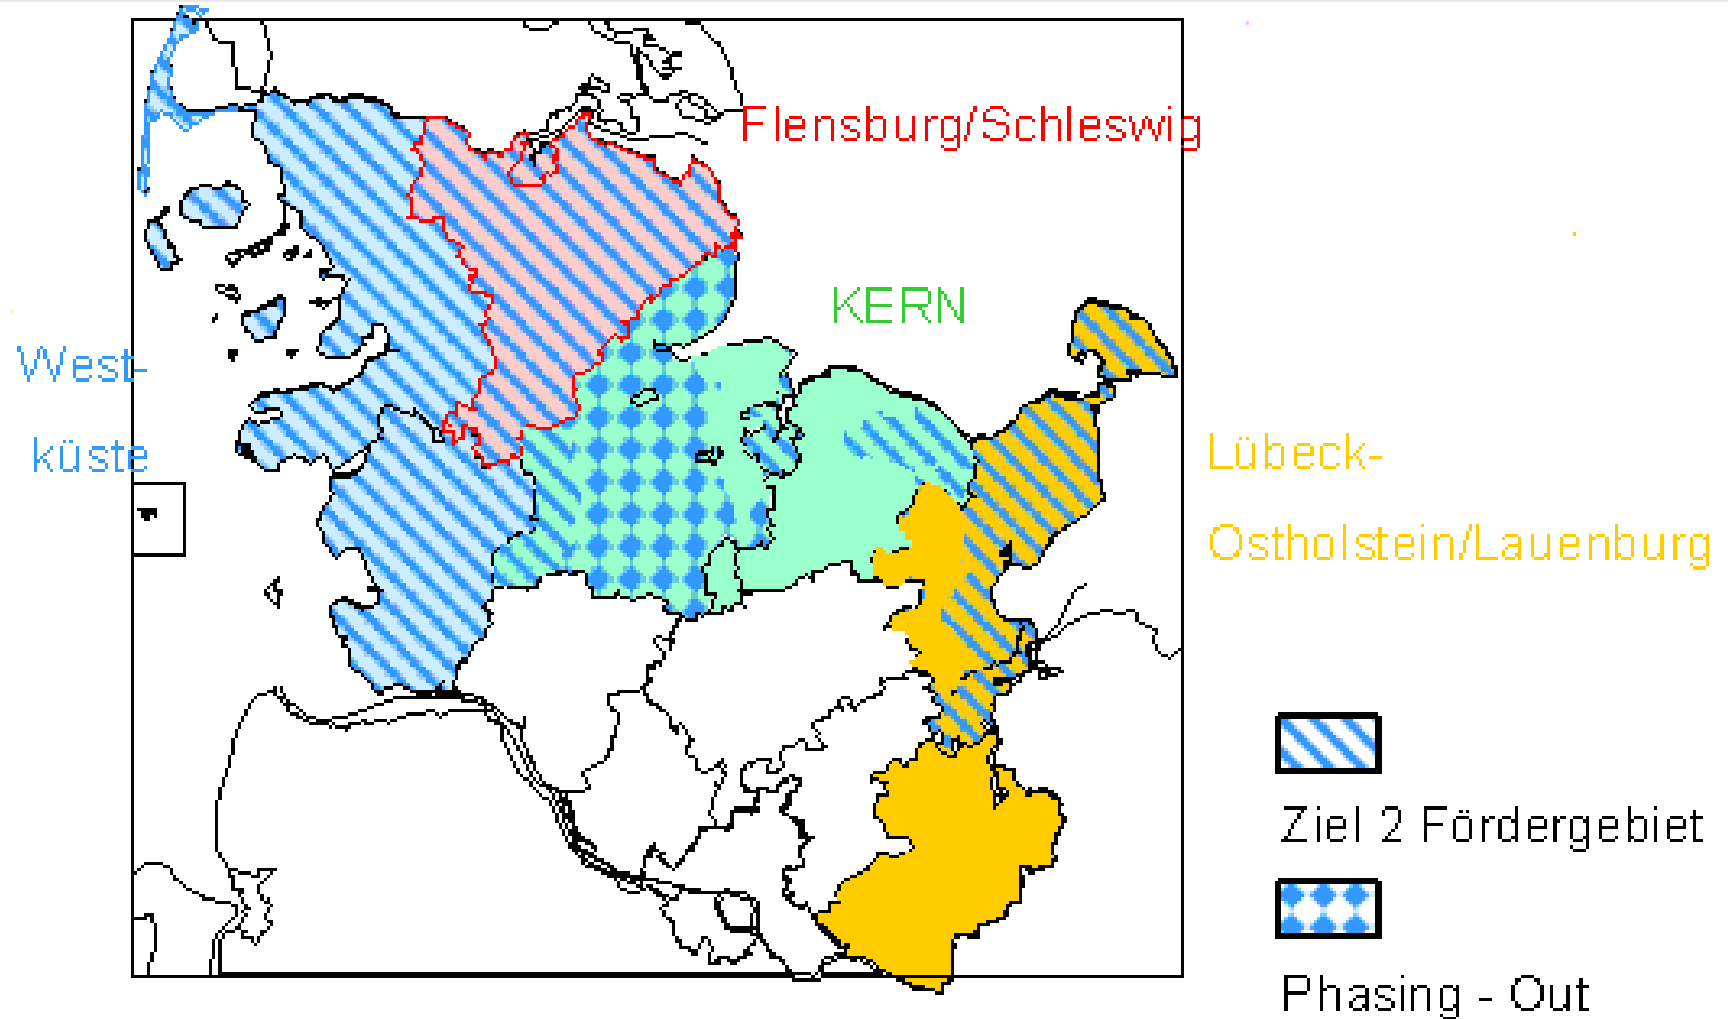 Flensburg/Schleswig
KERN
West-
küste
Lübeck-
Ostholstein/Lauenburg
Ziel 2 Fördergebiet
Phasing - Out